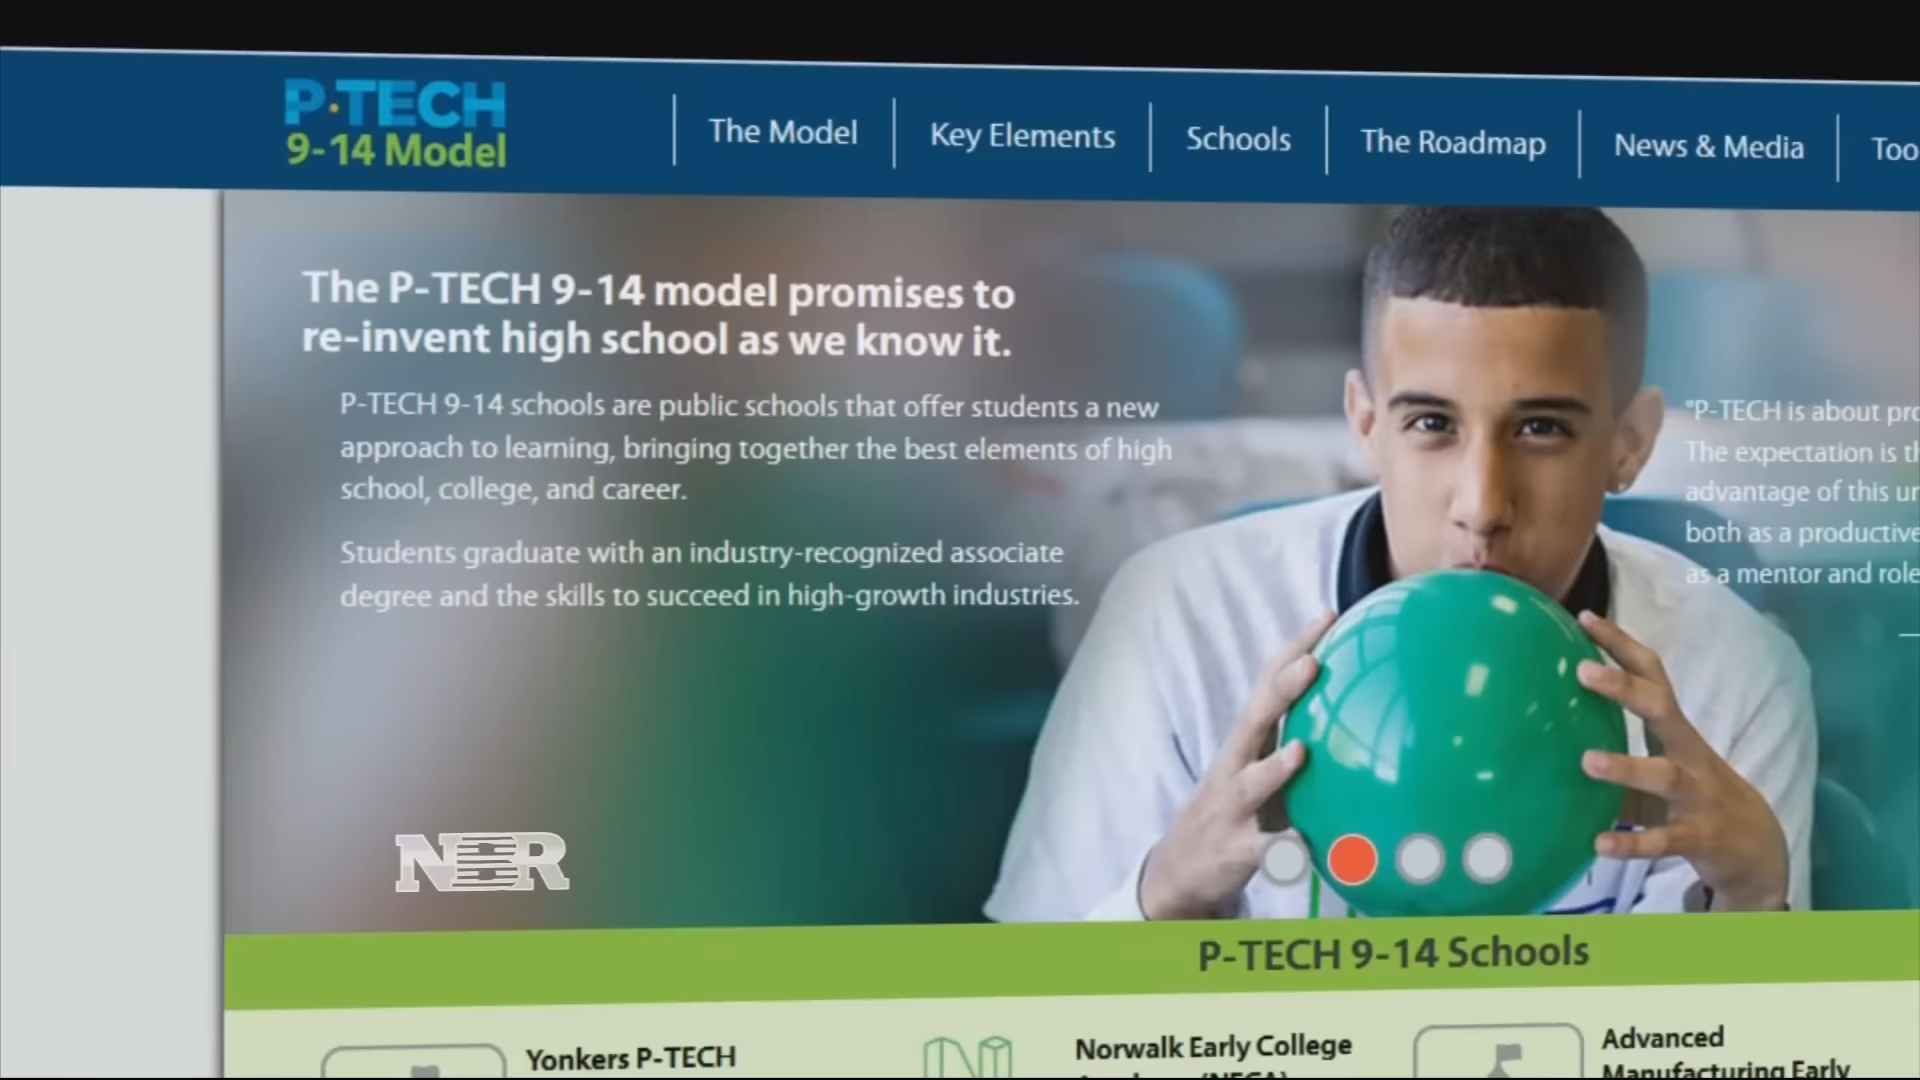 P·TECH
9-14 Model
The Model
Key Elements
Schools
The Roadmap
News & Media
The P-TECH 9-14 model promises to
re-invent high school as we know it.
P-TECH 9-14 schools are public schools that offer students a new
approach to learning, bringing together the best elements of high
school, college, and career.
Students graduate with an industry-recognized associate
degree and the skills to succeed in high-growth industries.
"P-TECH is about
The expectation is
advantage of this
both as a productive
as a mentor and role
NBR
P-TECH 9-14 Schools
Yonkers P-TECH
Norwalk Early College
Advanced
Manufacturing Early